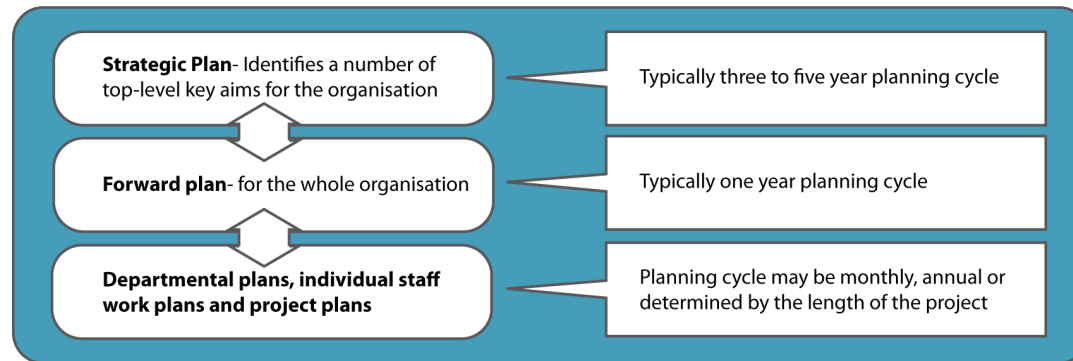 Strategic Plan- Identifies a number of
top-level key aims for the organisation
Typically three to five year planning cycle
Forward plan- for the whole organisation
Typically one year planning cycle
Departmental plans, individual staff
work plans and project plans
Planning cycle may be monthly, annual or
determined by the length of the project